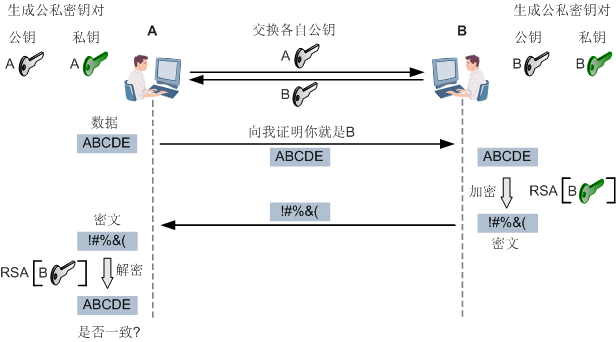 生成公私密钥对
公钥
私钥
A
A
A
交换各自公钥
A
B
B
生成公私密钥对
公钥
私钥
B
B
数据
ABCDE
向我证明你就是B
ABCDE
ABCDE
加密
RSA [ B ]
!#%&(
密文
!#%&(
密文
!#%&(
RSA [ B ]
解密
ABCDE
是否一致?